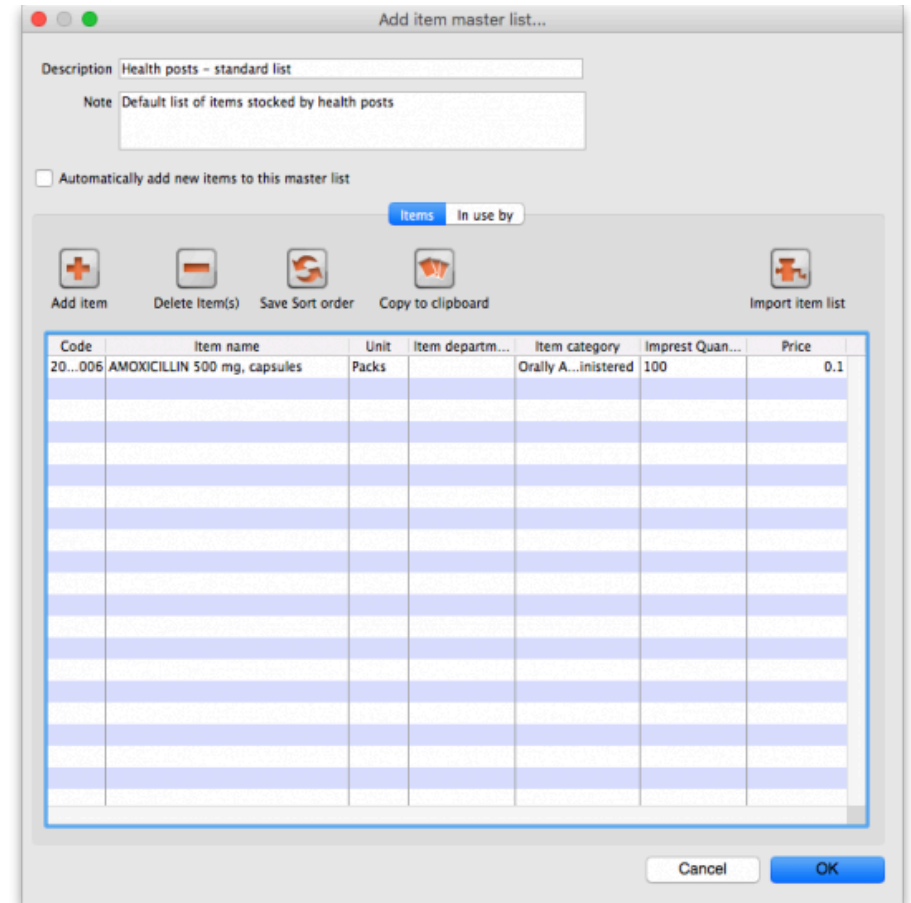 Add item master list...
Description Health posts – standard list
Note Default list of items stocked by health posts
Automatically add new items to this master list
Items In use by
Add item Delete Item(s) Save Sort order Copy to clipboard Import item list
Code Item name Unit Item departm... Item category Imprest Quan... Price
20...006 AMOXICILLIN 500 mg, capsules Packs Orally A...inistered 100 0.1
Cancel OK